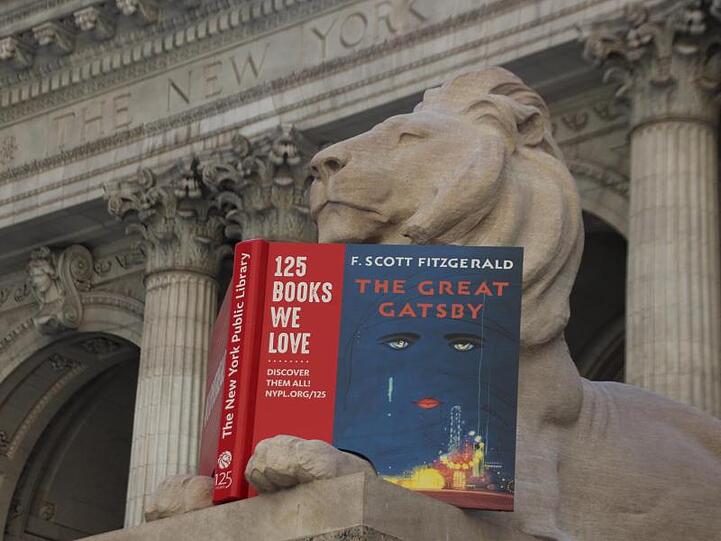 THE NEW YORK
The New York Public Library
125
125
BOOKS
WE
LOVE
DISCOVER
THEM ALL!
NYPL.ORG/125
F. SCOTT FITZGERALD
THE GREAT
GATSBY